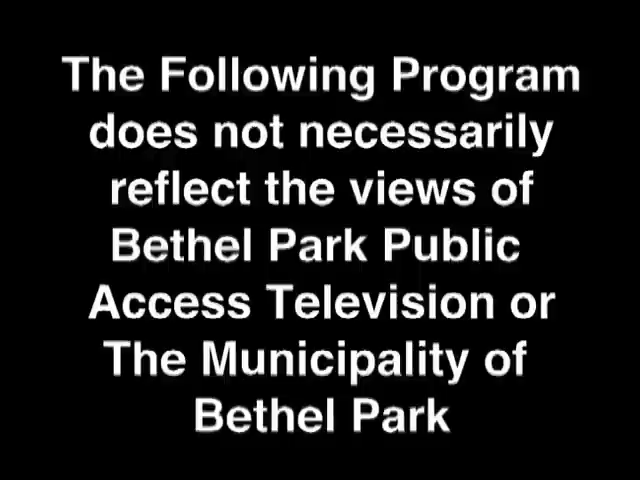 The Following Program
does not necessarily
reflect the views of
Bethel Park Public
Access Television or
The Municipality of
Bethel Park